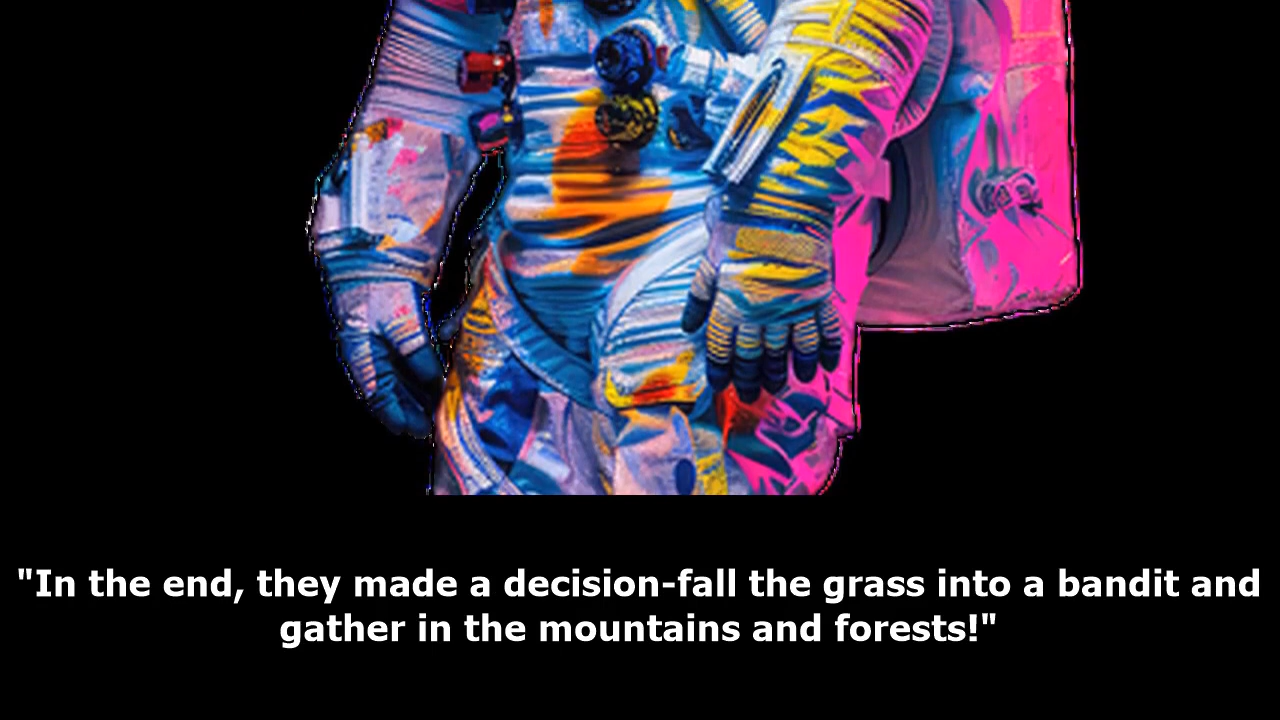 "In the end, they made a decision-fall the grass into a bandit and
gather in the mountains and forests!"